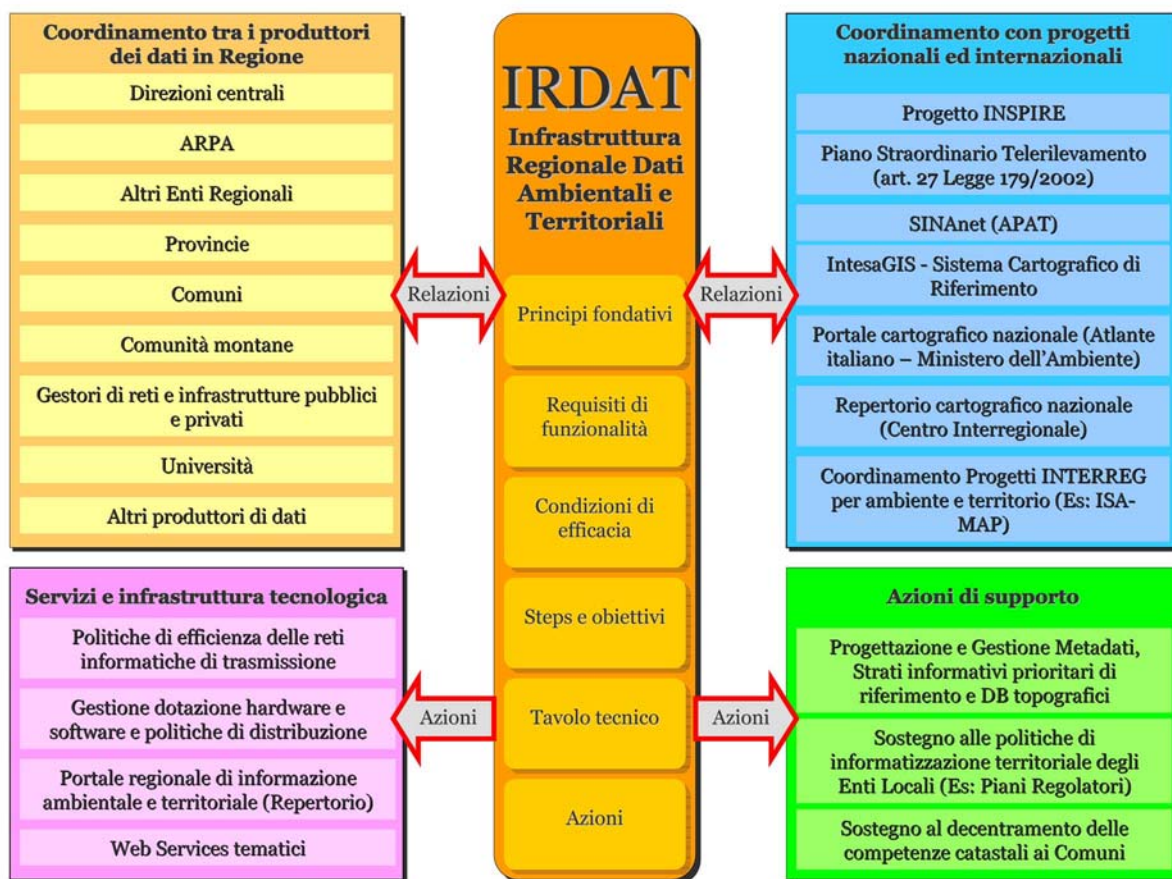 Coordinamento tra i produttori
dei dati in Regione
Direzioni centrali
ARPA
Altri Enti Regionali
Provincie
Comuni
Comunità montane
Gestori di reti e infrastrutture pubblici
e privati
Università
Altri produttori di dati
Servizi e infrastruttura tecnologica
Politiche di efficienza delle reti
informatiche di trasmissione
Gestione dotazione hardware e
software e politiche di distribuzione
Portale regionale di informazione
ambientale e territoriale (Repertorio)
Web Services tematici
Relazioni
Azioni
IRDAT
Infrastruttura
Regionale Dati
Ambientali e
Territoriali
Principi fondativi
Requisiti di
funzionalità
Condizioni di
efficacia
Steps e obiettivi
Tavolo tecnico
Azioni
Relazioni
Azioni
Coordinamento con progetti
nazionali ed internazionali
Progetto INSPIRE
Piano Straordinario Telerilevamento
(art. 27 Legge 179/2002)
SINAnet (APAT)
IntesaGIS - Sistema Cartografico di
Riferimento
Portale cartografico nazionale (Atlante
italiano – Ministero dell'Ambiente)
Repertorio cartografico nazionale
(Centro Interregionale)
Coordinamento Progetti INTERREG
per ambiente e territorio (Es: ISA-
MAP)
Azioni di supporto
Progettazione e Gestione Metadati,
Strati informativi prioritari di
riferimento e DB topografici
Sostegno alle politiche di
informatizzazione territoriale degli
Enti Locali (Es: Piani Regolatori)
Sostegno al decentramento delle
competenze catastali ai Comuni